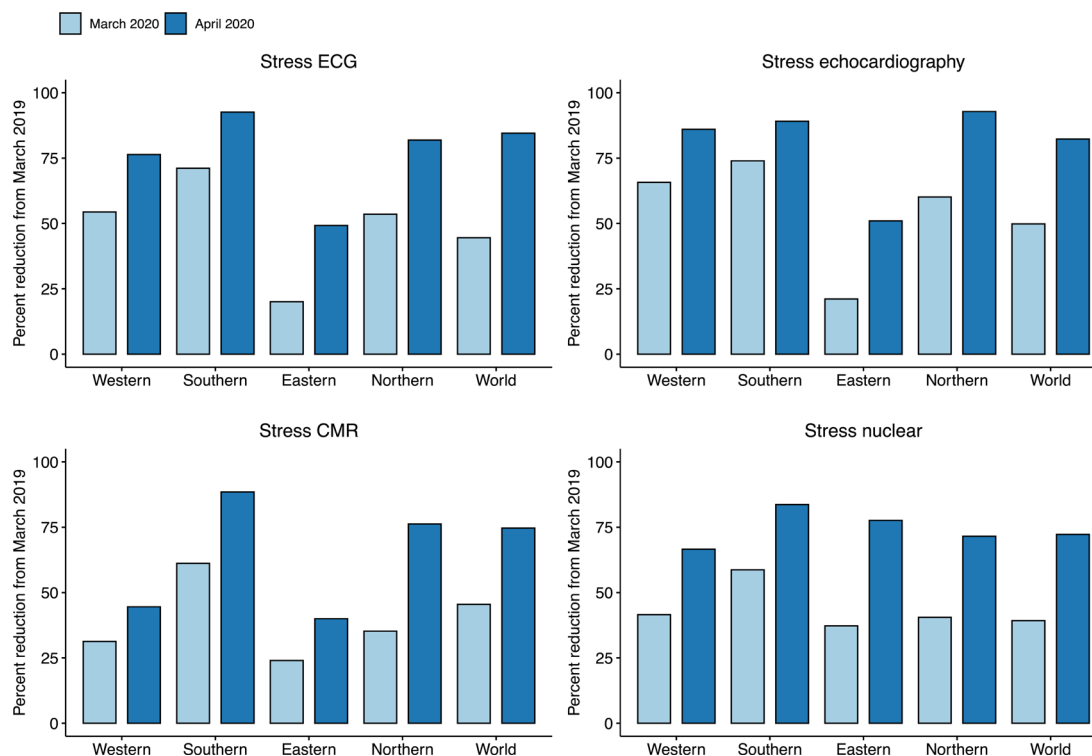 March 2020 April 2020
Stress ECG
Percent reduction from March 2019
100
75
50
25
0
Western Southern Eastern Northern World
Stress echocardiography
Percent reduction from March 2019
100
75
50
25
0
Western Southern Eastern Northern World
Stress CMR
Percent reduction from March 2019
100
75
50
25
0
Western Southern Eastern Northern World
Stress nuclear
Percent reduction from March 2019
100
75
50
25
0
Western Southern Eastern Northern World